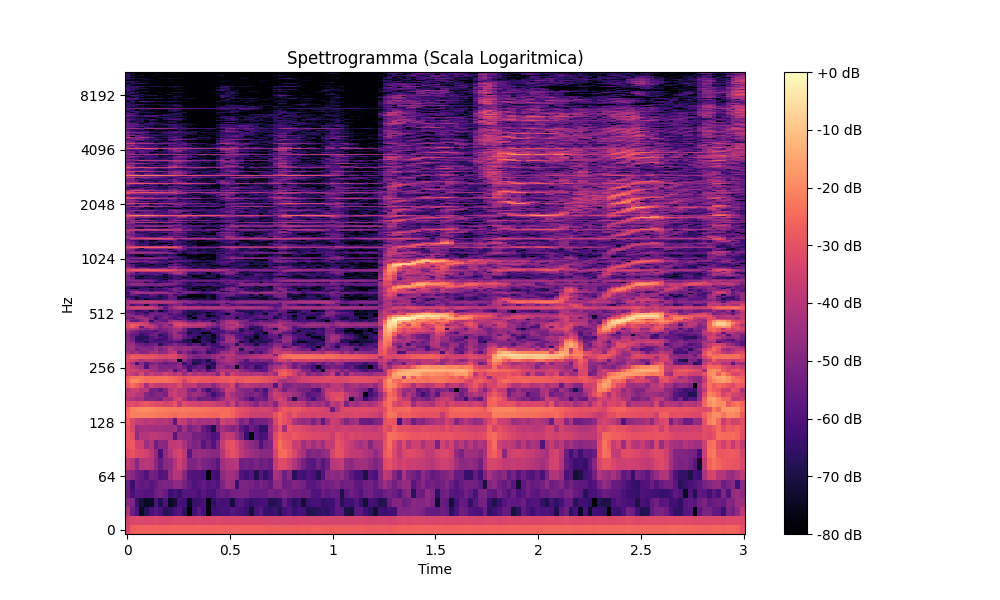 Spettrogramma (Scala Logaritmica)
8192
4096
2048
1024
512
256
128
64
0
Hz
0 0.5 1 1.5 2 2.5 3
Time
+0 dB
-10 dB
-20 dB
-30 dB
-40 dB
-50 dB
-60 dB
-70 dB
-80 dB